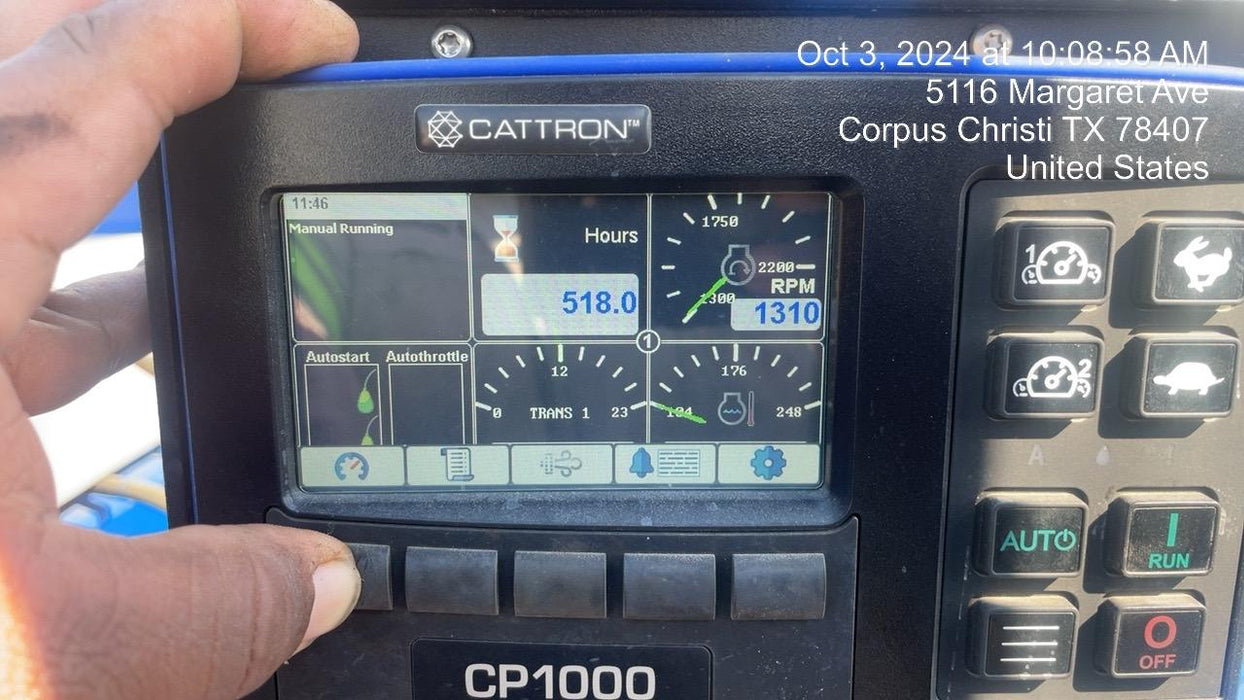 Oct 3, 2024 at 10:08:58 AM
5116 Margaret Ave
Corpus Christi TX 78407
United States
CATTRON™
11:46
Manual Running
Hours
518.0
1750
2200
1300
RPM
1310
1
Autostart Autothrottle
12
0 TRANS 1 23
176
104 248
1
2
A
AUTO
RUN
OFF
CP1000